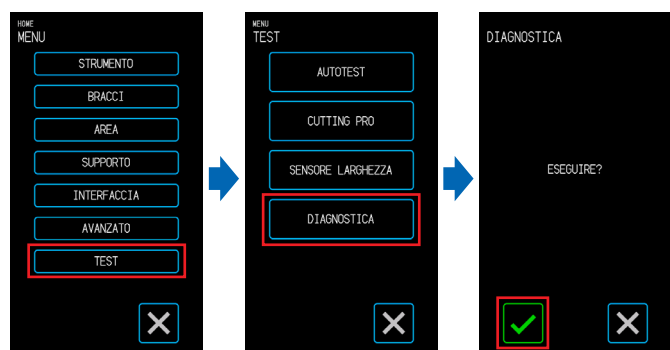 HOME
MENU
STRUMENTO
BRACCI
AREA
SUPPORTO
INTERFACCIA
AVANZATO
TEST
MENU
TEST
AUTOTEST
CUTTING PRO
SENSORE LARGHEZZA
DIAGNOSTICA
DIAGNOSTICA
ESEGUIRE?